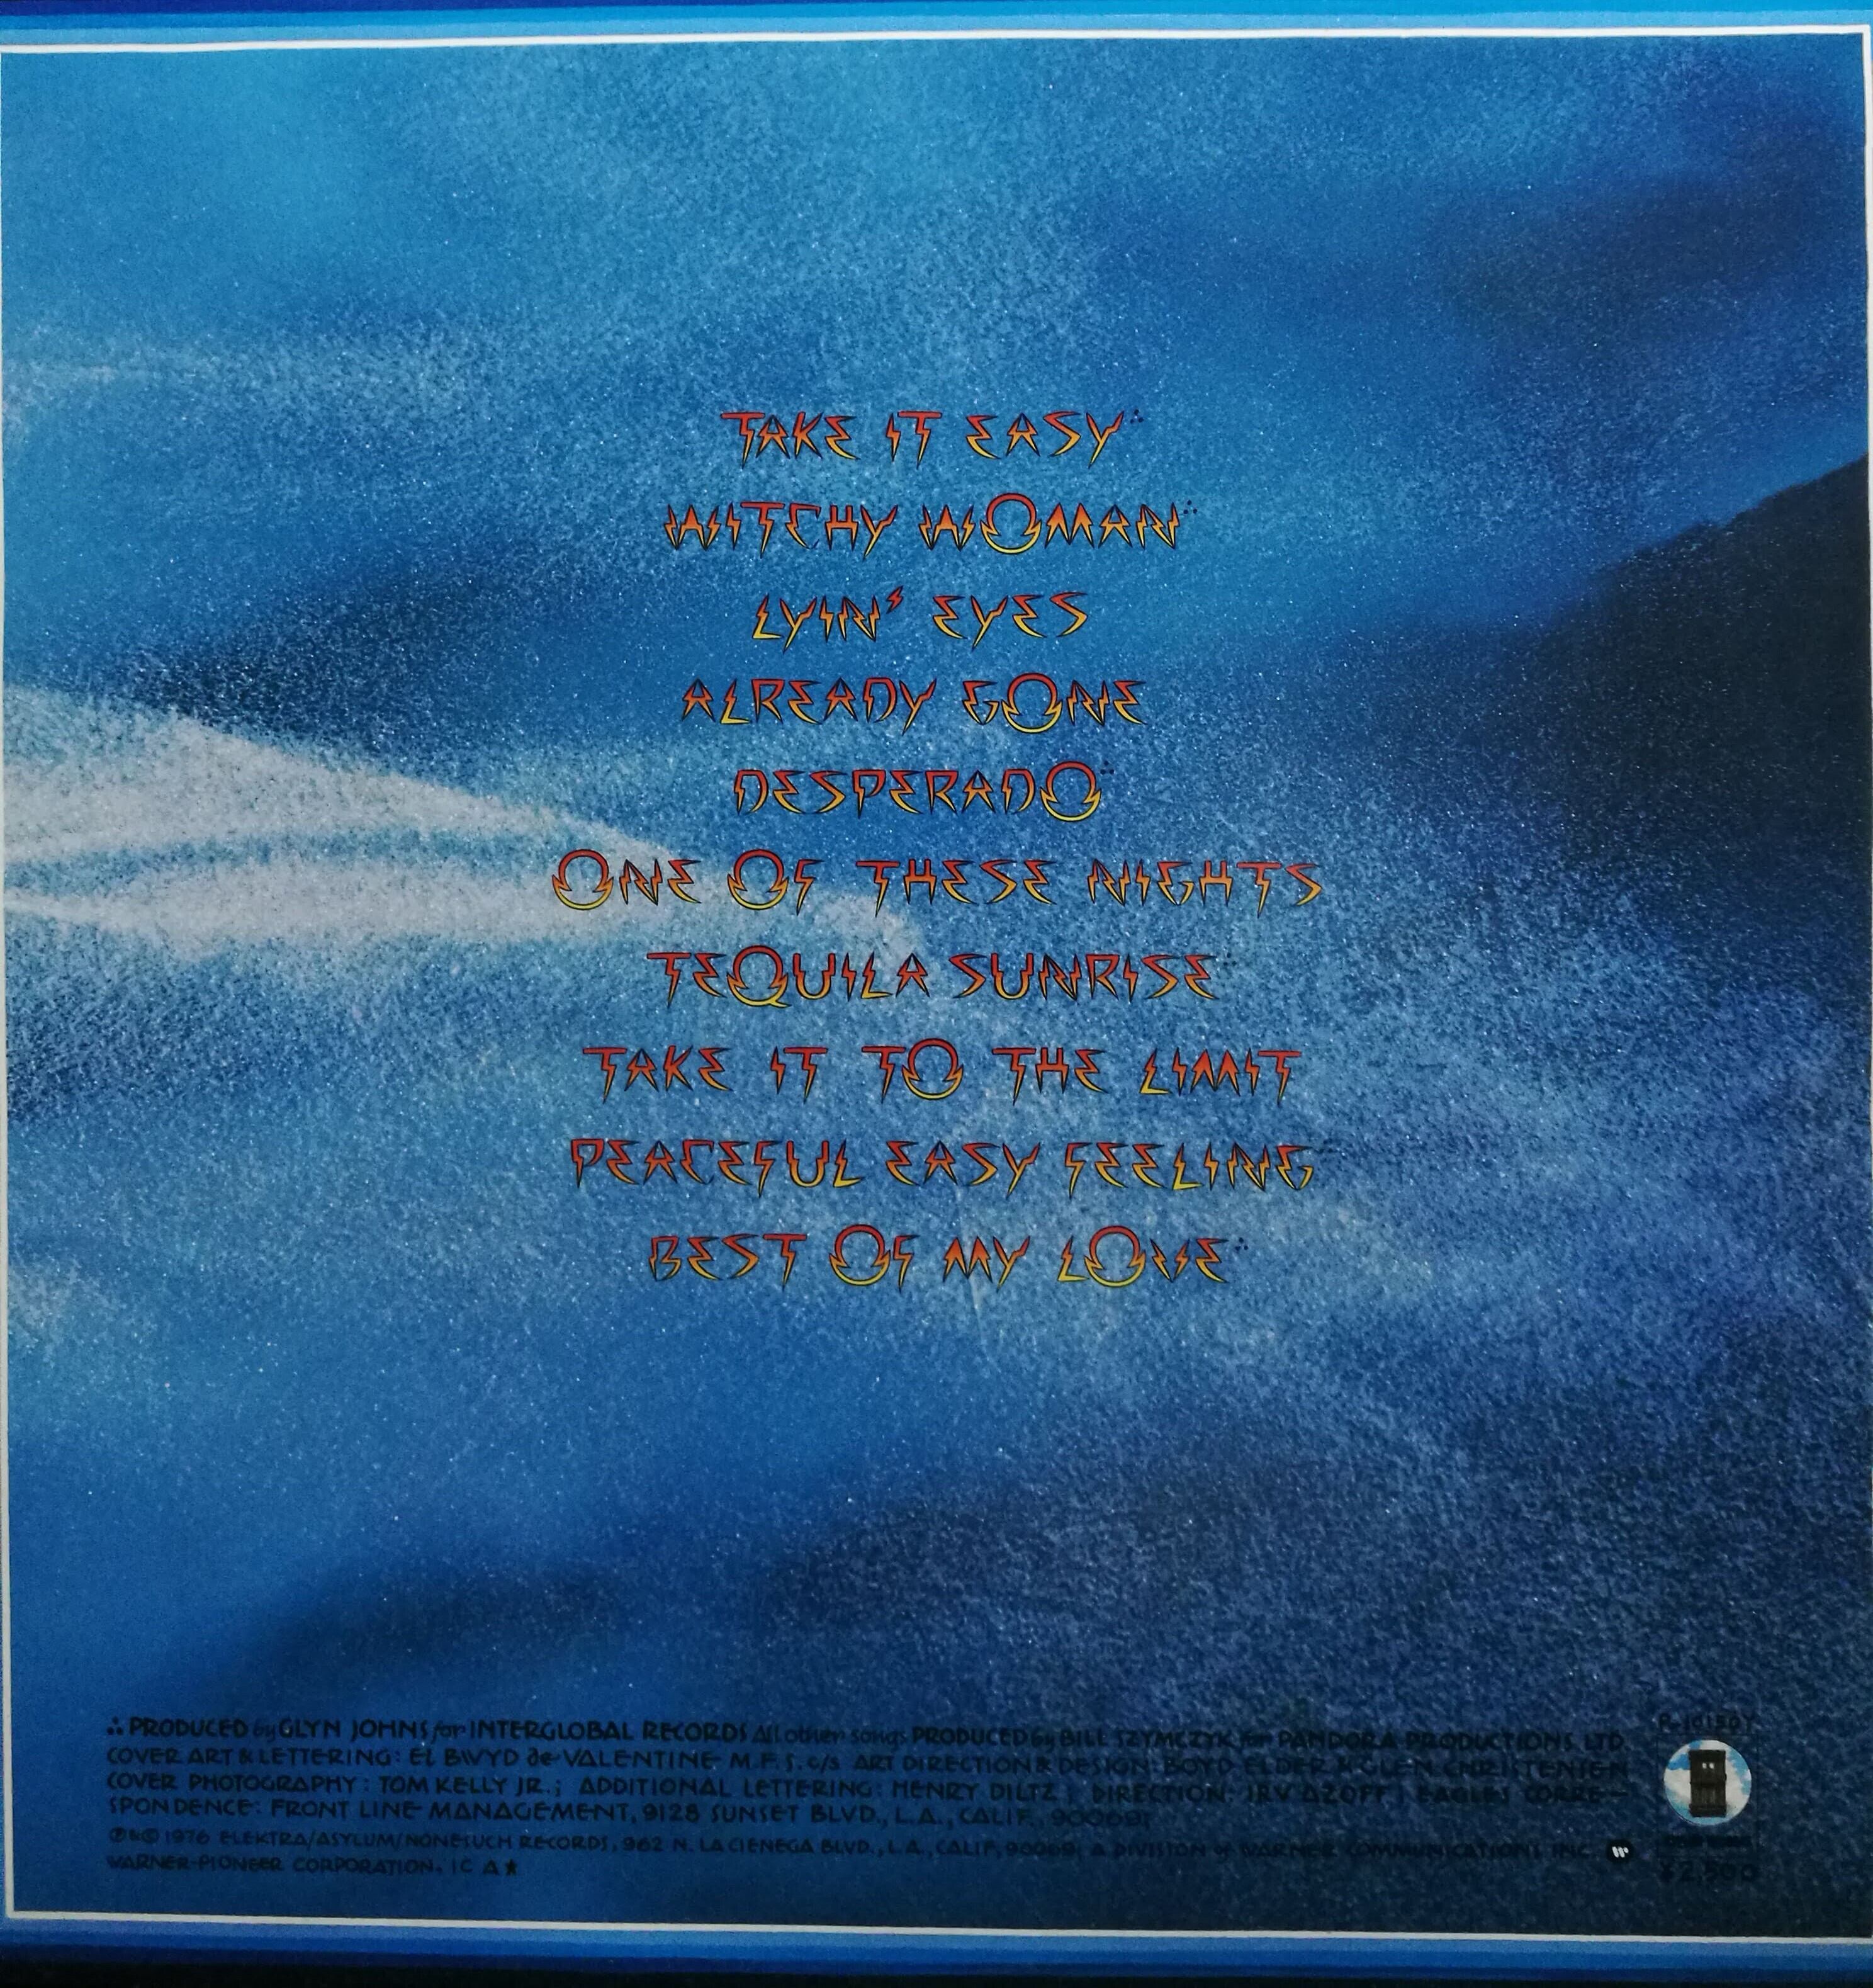 TAKE IT EASY∴
WITCHY WOMAN∴
LYIN' EYES
ALREADY GONE
DESPERADO∴
ONE OF THESE NIGHTS
TEQUILA SUNRISE∴
TAKE IT TO THE LIMIT
PEACEFUL EASY FEELING∴
BEST OF MY LOVE∴
∴ PRODUCED by GLYN JOHNS for INTERGLOBAL RECORDS All other songs PRODUCED by BILL SZYMCZYK for PANDORA PRODUCTIONS LTD.
COVER ART & LETTERING: EL BWYD de VALENTINE M.F.S. c/s ART DIRECTION & DESIGN: BOYD ELDER & GLEN CHRISTENSEN
COVER PHOTOGRAPHY: TOM KELLY JR.; ADDITIONAL LETTERING: HENRY DILTZ; DIRECTION: IRV AZOFF; EAGLES CORRE-
SPONDENCE: FRONT LINE MANAGEMENT, 9128 SUNSET BLVD., L.A., CALIF. 90069;
℗&© 1976 ELEKTRA/ASYLUM/NONESUCH RECORDS, 962 N. LA CIENEGA BLVD., L.A., CALIF. 90069, A DIVISION of WARNER COMMUNICATIONS INC.
WARNER-PIONEER CORPORATION. IC A★
¥2,500